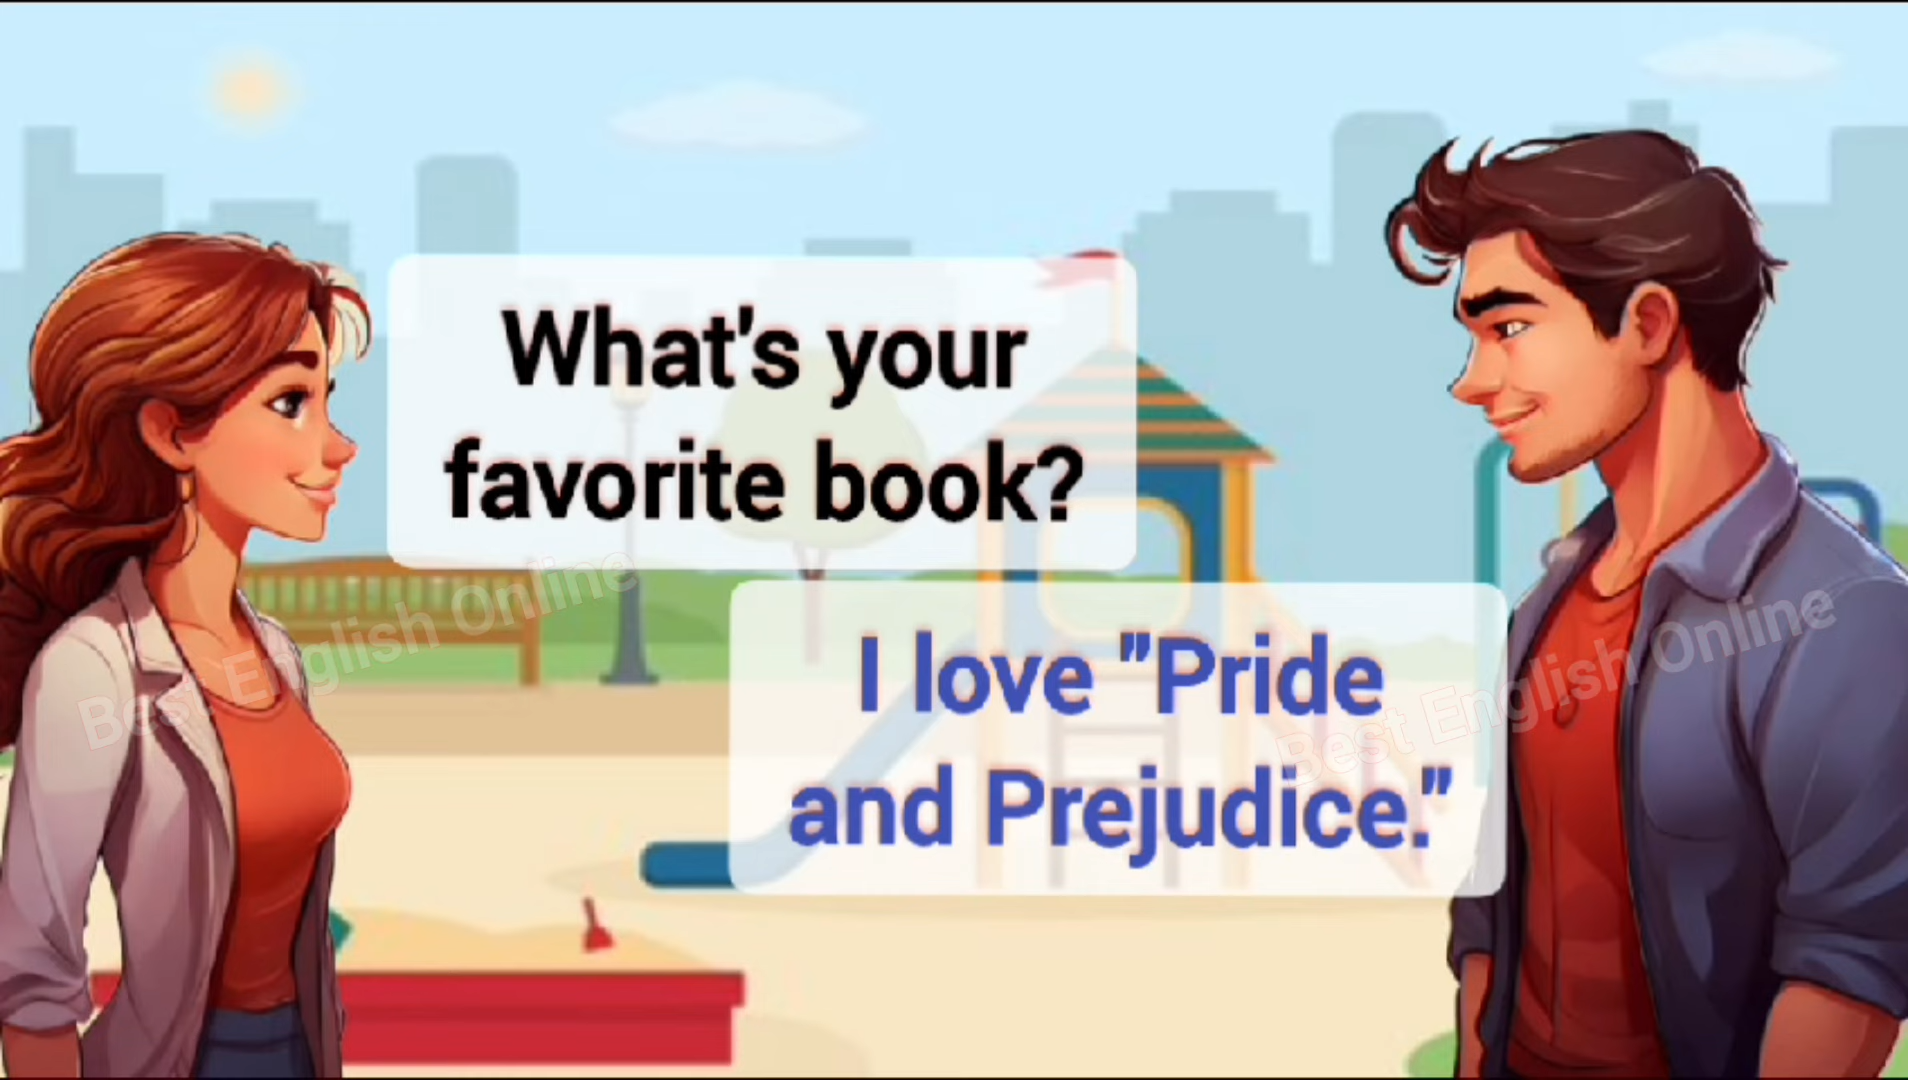 What's your
favorite book?
Best English Online
I love "Pride
and Prejudice."
Best English Online